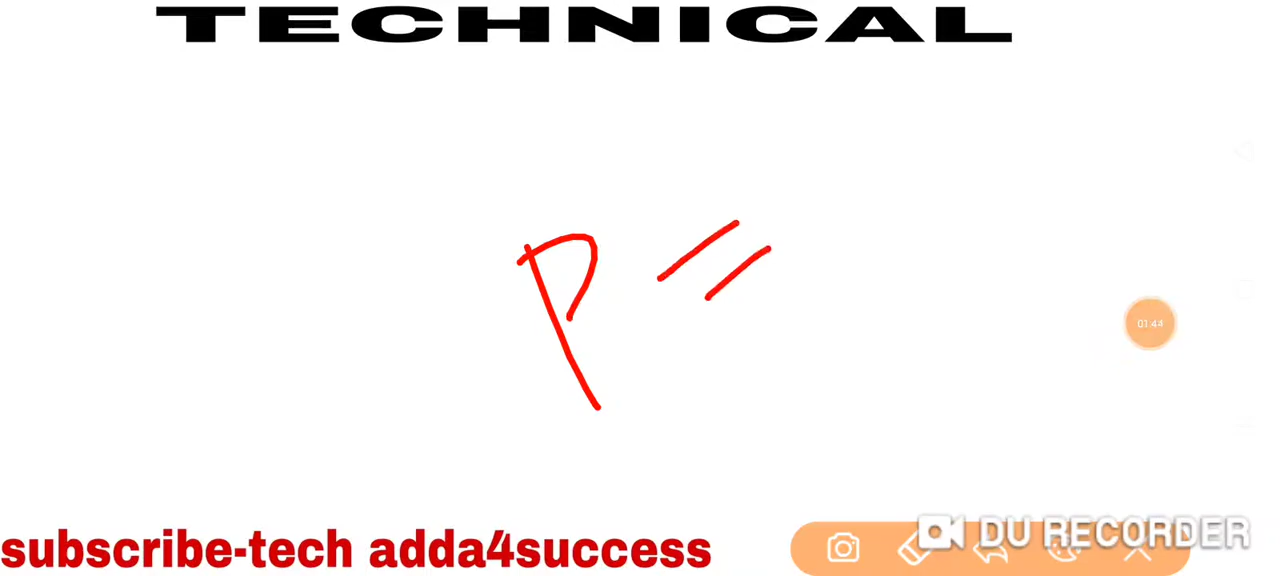 TECHNICAL
P =
01:44
subscribe-tech adda4success
DU RECORDER